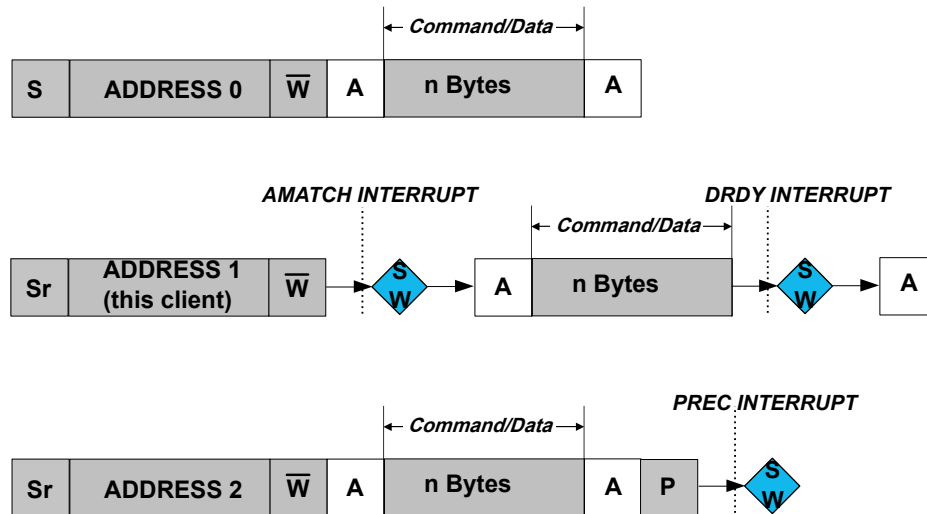 Command/Data
S ADDRESS 0 W A n Bytes A
AMATCH INTERRUPT DRDY INTERRUPT
Command/Data
Sr ADDRESS 1 (this client) W S W A n Bytes S W A
PREC INTERRUPT
Command/Data
Sr ADDRESS 2 W A n Bytes A P S W